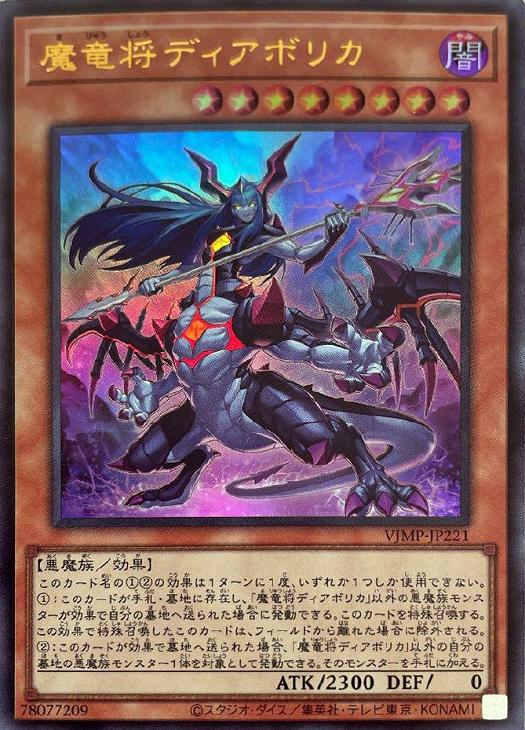 魔竜将ディアボリカ
闇
VJMP-JP221
【悪魔族／効果】
このカード名の①②の効果は1ターンに1度、いずれか1つしか使用できない。
①：このカードが手札・墓地に存在し、「魔竜将ディアボリカ」以外の悪魔族モンス
ターが効果で自分の墓地へ送られた場合に発動できる。このカードを特殊召喚する。
この効果で特殊召喚したこのカードは、フィールドから離れた場合に除外される。
②：このカードが効果で墓地へ送られた場合、「魔竜将ディアボリカ」以外の自分の
墓地の悪魔族モンスター1体を対象として発動できる。そのモンスターを手札に加える。
ATK/2300 DEF/ 0
78077209 ©スタジオ・ダイス/集英社・テレビ東京・KONAMI